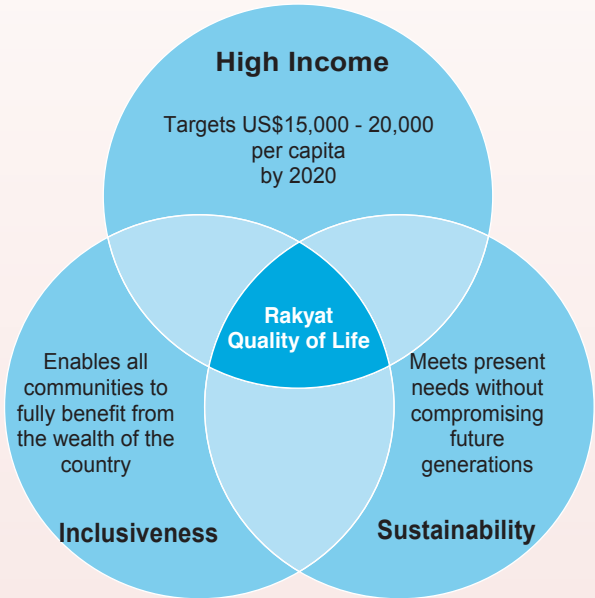 High Income
Targets US$15,000 - 20,000
per capita
by 2020
Rakyat
Quality of Life
Enables all
communities to
fully benefit from
the wealth of the
country
Inclusiveness
Meets present
needs without
compromising
future
generations
Sustainability